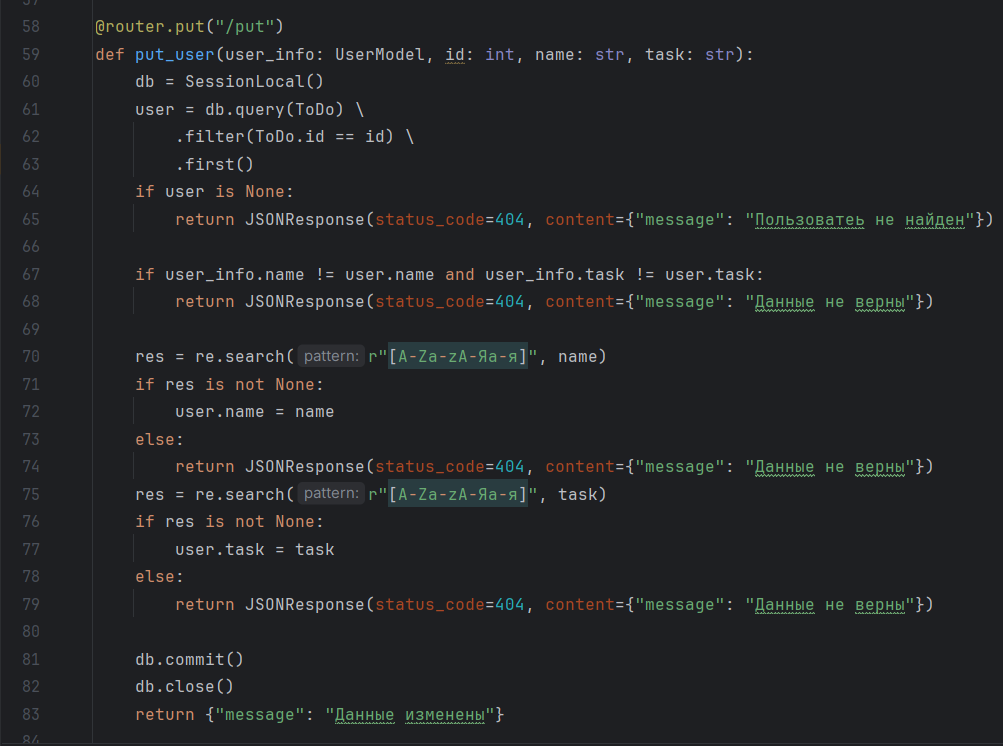 58 @router.put("/put")
59 def put_user(user_info: UserModel, id: int, name: str, task: str):
60     db = SessionLocal()
61     user = db.query(ToDo) \
62         .filter(ToDo.id == id) \
63         .first()
64     if user is None:
65         return JSONResponse(status_code=404, content={"message": "Пользоватеь не найден"})
66
67     if user_info.name != user.name and user_info.task != user.task:
68         return JSONResponse(status_code=404, content={"message": "Данные не верны"})
69
70     res = re.search( pattern: r"[A-Za-zA-Яa-я]", name)
71     if res is not None:
72         user.name = name
73     else:
74         return JSONResponse(status_code=404, content={"message": "Данные не верны"})
75     res = re.search( pattern: r"[A-Za-zA-Яa-я]", task)
76     if res is not None:
77         user.task = task
78     else:
79         return JSONResponse(status_code=404, content={"message": "Данные не верны"})
80
81     db.commit()
82     db.close()
83     return {"message": "Данные изменены"}
84